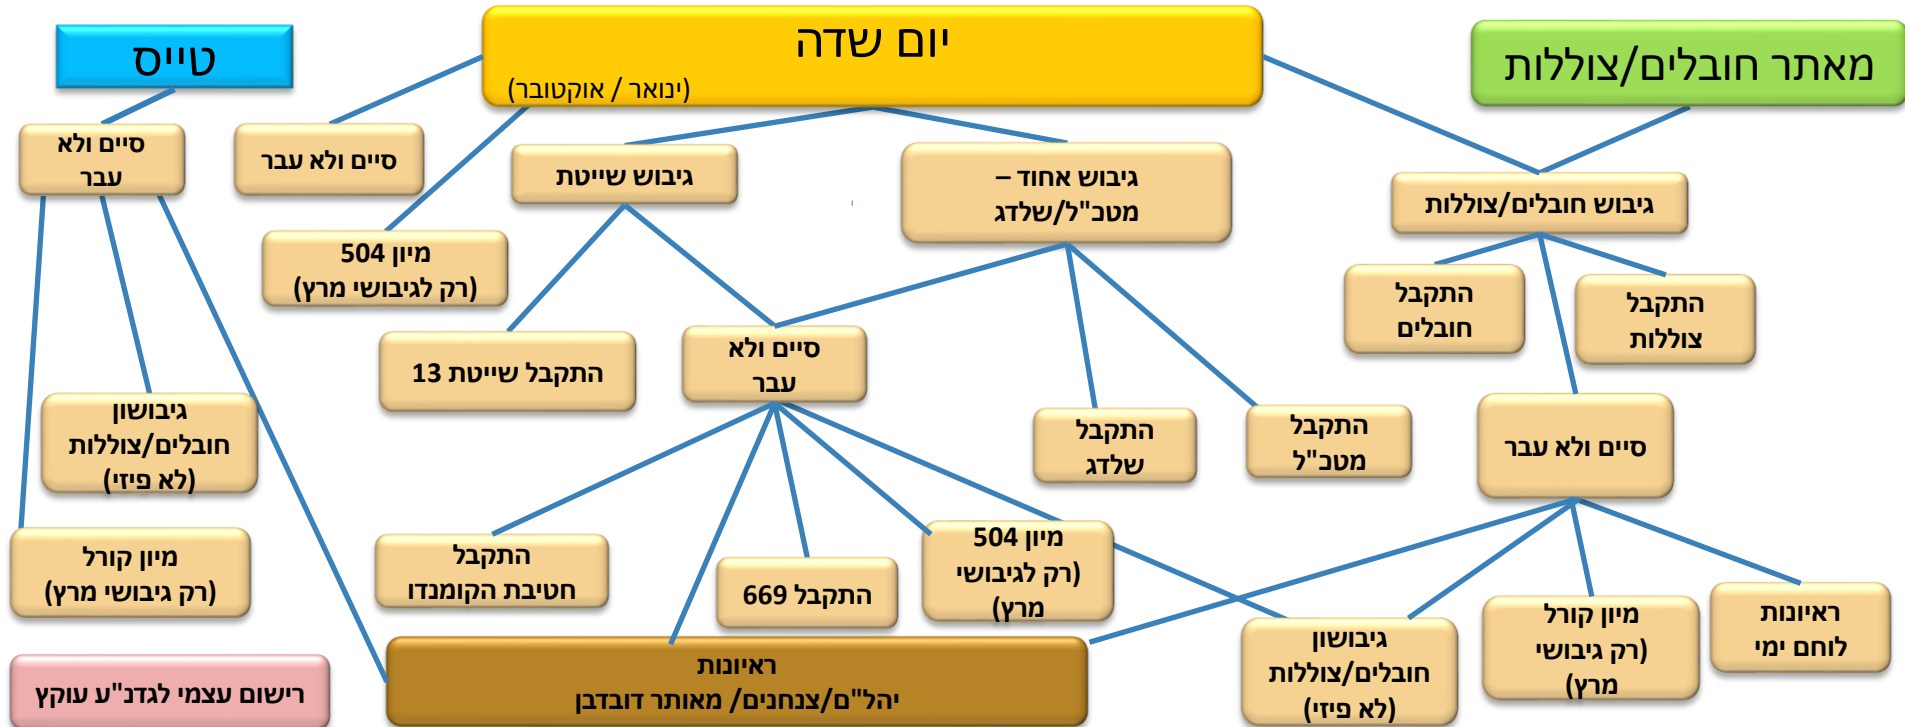 מאתר חובלים/צוללות
יום שדה
(ינואר / אוקטובר)
טייס
גיבוש חובלים/צוללות
גיבוש אחוד –
מטכ"ל/שלדג
גיבוש שייטת
סיים ולא עבר
סיים ולא
עבר
מיון 504
(רק לגיבושי מרץ)
התקבל
צוללות
התקבל
חובלים
סיים ולא
עבר
התקבל שייטת 13
סיים ולא עבר
התקבל
מטכ"ל
התקבל
שלדג
גיבושון
חובלים/צוללות
(לא פיזי)
מיון 504
(רק לגיבושי
מרץ)
התקבל 669
התקבל
חטיבת הקומנדו
מיון קורל
(רק גיבושי מרץ)
ראיונות
לוחם ימי
מיון קורל
(רק גיבושי
מרץ)
גיבושון
חובלים/צוללות
(לא פיזי)
ראיונות
יהל"ם/צנחנים/ מאותר דובדבן
רישום עצמי לגדנ"ע עוקץ